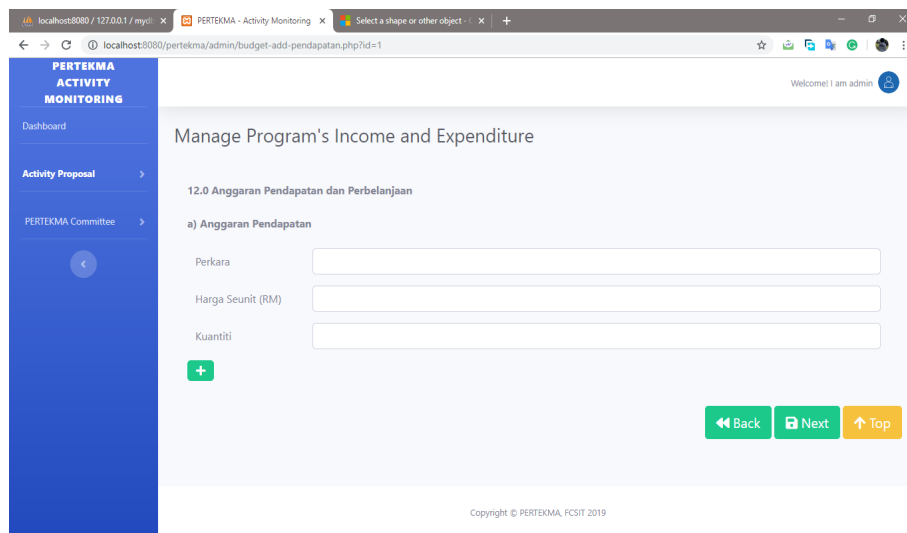 localhost:8080 / 127.0.0.1 / mydb
PERTEKMA - Activity Monitoring
Select a shape or other object -
localhost:8080/pertekma/admin/budget-add-pendapatan.php?id=1
PERTEKMA
ACTIVITY
MONITORING
Welcome! I am admin
Dashboard
Manage Program's Income and Expenditure
Activity Proposal
12.0 Anggaran Pendapatan dan Perbelanjaan
PERTEKMA Committee
a) Anggaran Pendapatan
Perkara
Harga Seunit (RM)
Kuantiti
Back
Next
Top
Copyright © PERTEKMA, FCSIT 2019